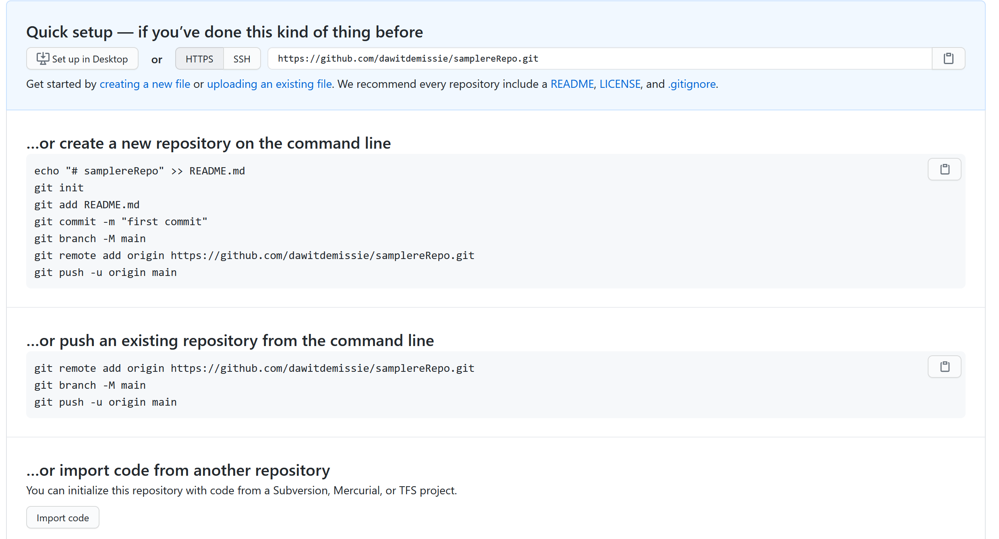 Quick setup — if you’ve done this kind of thing before
Set up in Desktop or HTTPS SSH https://github.com/dawitdemissie/samplereRepo.git
Get started by creating a new file or uploading an existing file. We recommend every repository include a README, LICENSE, and .gitignore.
…or create a new repository on the command line
echo "# samplereRepo" >> README.md
git init
git add README.md
git commit -m "first commit"
git branch -M main
git remote add origin https://github.com/dawitdemissie/samplereRepo.git
git push -u origin main
…or push an existing repository from the command line
git remote add origin https://github.com/dawitdemissie/samplereRepo.git
git branch -M main
git push -u origin main
…or import code from another repository
You can initialize this repository with code from a Subversion, Mercurial, or TFS project.
Import code